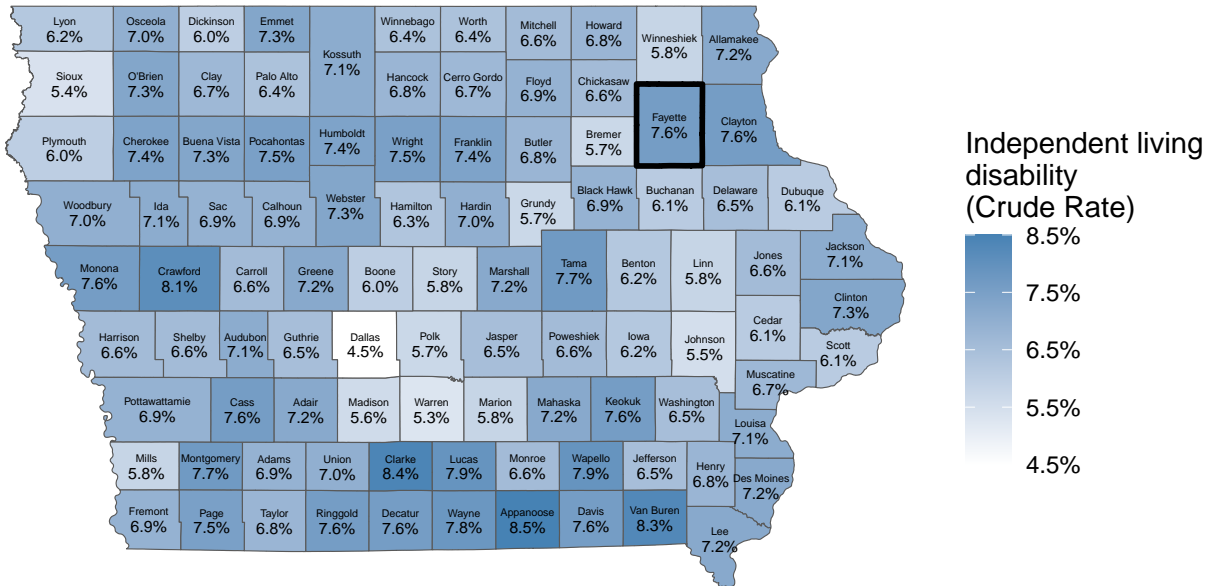 Lyon
6.2%
Osceola
7.0%
Dickinson
6.0%
Emmet
7.3%
Kossuth
7.1%
Winnebago
6.4%
Worth
6.4%
Mitchell
6.6%
Howard
6.8%
Winneshiek
5.8%
Allamakee
7.2%
Sioux
5.4%
O'Brien
7.3%
Clay
6.7%
Palo Alto
6.4%
Hancock
6.8%
Cerro Gordo
6.7%
Floyd
6.9%
Chickasaw
6.6%
Fayette
7.6%
Clayton
7.6%
Plymouth
6.0%
Cherokee
7.4%
Buena Vista
7.3%
Pocahontas
7.5%
Humboldt
7.4%
Wright
7.5%
Franklin
7.4%
Butler
6.8%
Bremer
5.7%
Woodbury
7.0%
Ida
7.1%
Sac
6.9%
Calhoun
6.9%
Webster
7.3%
Hamilton
6.3%
Hardin
7.0%
Grundy
5.7%
Black Hawk
6.9%
Buchanan
6.1%
Delaware
6.5%
Dubuque
6.1%
Monona
7.6%
Crawford
8.1%
Carroll
6.6%
Greene
7.2%
Boone
6.0%
Story
5.8%
Marshall
7.2%
Tama
7.7%
Benton
6.2%
Linn
5.8%
Jones
6.6%
Jackson
7.1%
Clinton
7.3%
Harrison
6.6%
Shelby
6.6%
Audubon
7.1%
Guthrie
6.5%
Dallas
4.5%
Polk
5.7%
Jasper
6.5%
Poweshiek
6.6%
Iowa
6.2%
Johnson
5.5%
Cedar
6.1%
Scott
6.1%
Muscatine
6.7%
Pottawattamie
6.9%
Cass
7.6%
Adair
7.2%
Madison
5.6%
Warren
5.3%
Marion
5.8%
Mahaska
7.2%
Keokuk
7.6%
Washington
6.5%
Louisa
7.1%
Mills
5.8%
Montgomery
7.7%
Adams
6.9%
Union
7.0%
Clarke
8.4%
Lucas
7.9%
Monroe
6.6%
Wapello
7.9%
Jefferson
6.5%
Henry
6.8%
Des Moines
7.2%
Fremont
6.9%
Page
7.5%
Taylor
6.8%
Ringgold
7.6%
Decatur
7.6%
Wayne
7.8%
Appanoose
8.5%
Davis
7.6%
Van Buren
8.3%
Lee
7.2%
Independent living
disability
(Crude Rate)
8.5%
7.5%
6.5%
5.5%
4.5%